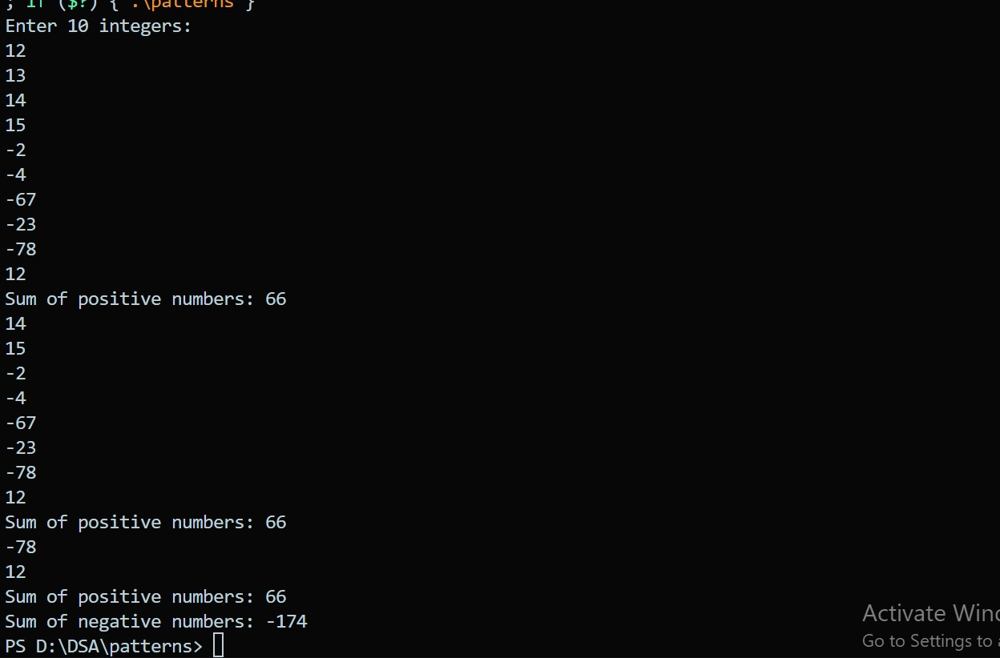 ; if ($?) { .\patterns }
Enter 10 integers:
12
13
14
15
-2
-4
-67
-23
-78
12
Sum of positive numbers: 66
14
15
-2
-4
-67
-23
-78
12
Sum of positive numbers: 66
-78
12
Sum of positive numbers: 66
Sum of negative numbers: -174
PS D:\DSA\patterns>
Activate Wind
Go to Settings to a